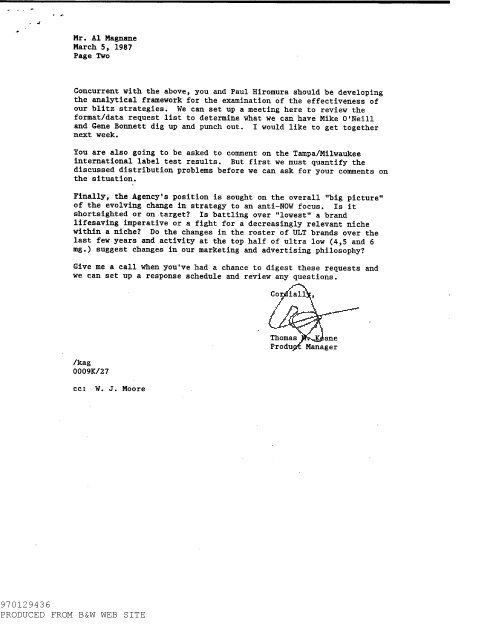 Mr. Al Magnane
March 5, 1987
Page Two
Concurrent with the above, you and Paul Hiromura should be developing
the analytical framework for the examination of the effectiveness of
our blitz strategies. We can set up a meeting here to review the
format/data request list to determine what we can have Mike O'Neill
and Gene Bonnett dig up and punch out. I would like to get together
next week.
You are also going to be asked to comment on the Tampa/Milwaukee
international label test results. But first we must quantify the
discussed distribution problems before we can ask for your comments on
the situation.
Finally, the Agency's position is sought on the overall "big picture"
of the evolving change in strategy to an anti-NOW focus. Is it
shortsighted or on target? Is battling over "lowest" a brand
lifesaving imperative or a fight for a decreasingly relevant niche
within a niche? Do the changes in the roster of ULT brands over the
last few years and activity at the top half of ultra low (4,5 and 6
mg.) suggest changes in our marketing and advertising philosophy?
Give me a call when you've had a chance to digest these requests and
we can set up a response schedule and review any questions.
Cordially,
Thomas Keane
Product Manager
/kag
0009K/27
cc: W. J. Moore
970129436
PRODUCED FROM B&W WEB SITE